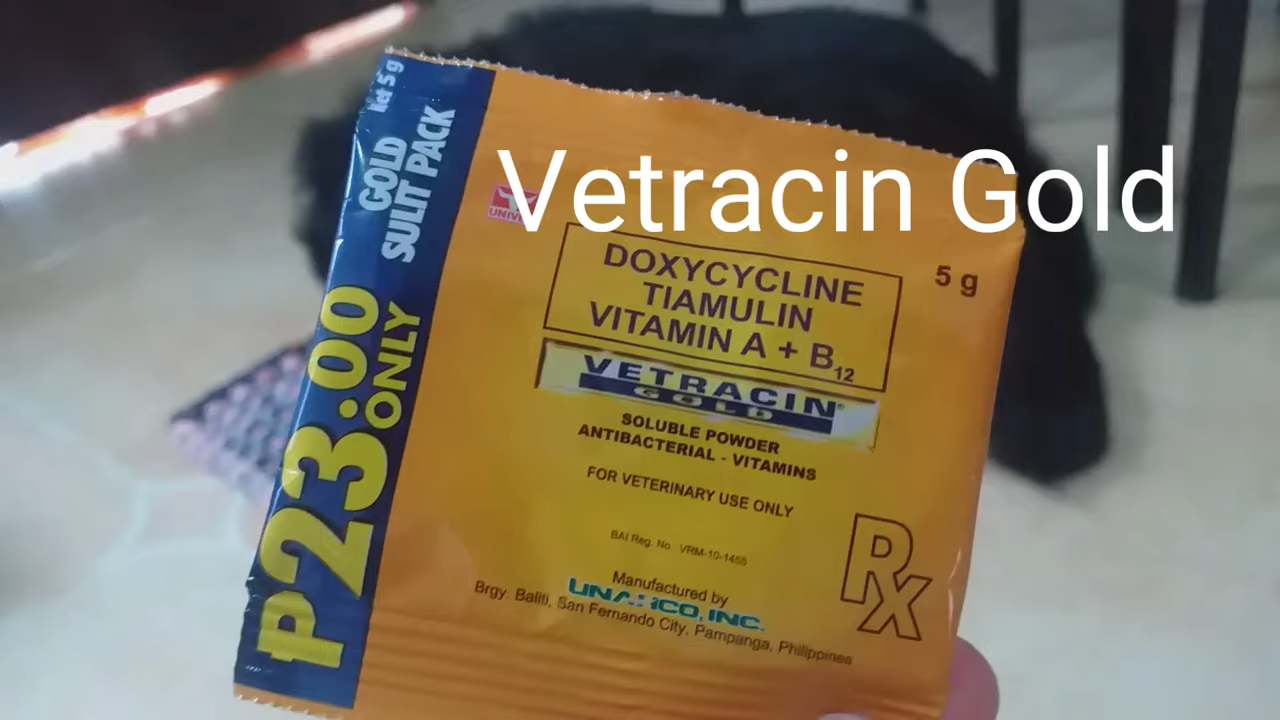 Vetracin Gold
Net 5 g
GOLD
SULIT PACK
₱23.00
ONLY
DOXYCYCLINE
TIAMULIN
VITAMIN A + B12
5 g
VETRACIN®
GOLD
SOLUBLE POWDER
ANTIBACTERIAL - VITAMINS
FOR VETERINARY USE ONLY
BAI Reg. No. VRM-10-1455
Rx
Manufactured by
UNAHCO, INC.
Brgy. Baliti, San Fernando City, Pampanga, Philippines